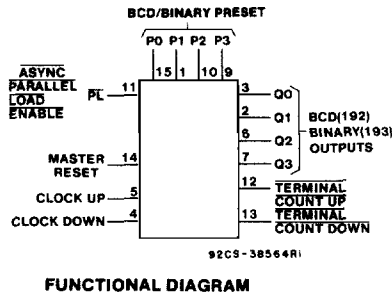 BCD/BINARY PRESET
P0 P1 P2 P3
15 1 10 9
ASYNC
PARALLEL
LOAD
ENABLE
PL 11
MASTER
RESET 14
CLOCK UP 5
CLOCK DOWN 4
3 Q0
2 Q1
6 Q2
7 Q3
BCD(192)
BINARY(193)
OUTPUTS
12 TERMINAL
COUNT UP
13 TERMINAL
COUNT DOWN
92CS-38564RI
FUNCTIONAL DIAGRAM